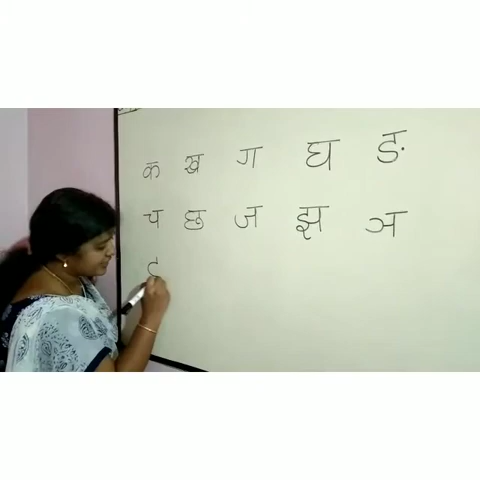 क ख ग घ ङ
च छ ज झ ञ